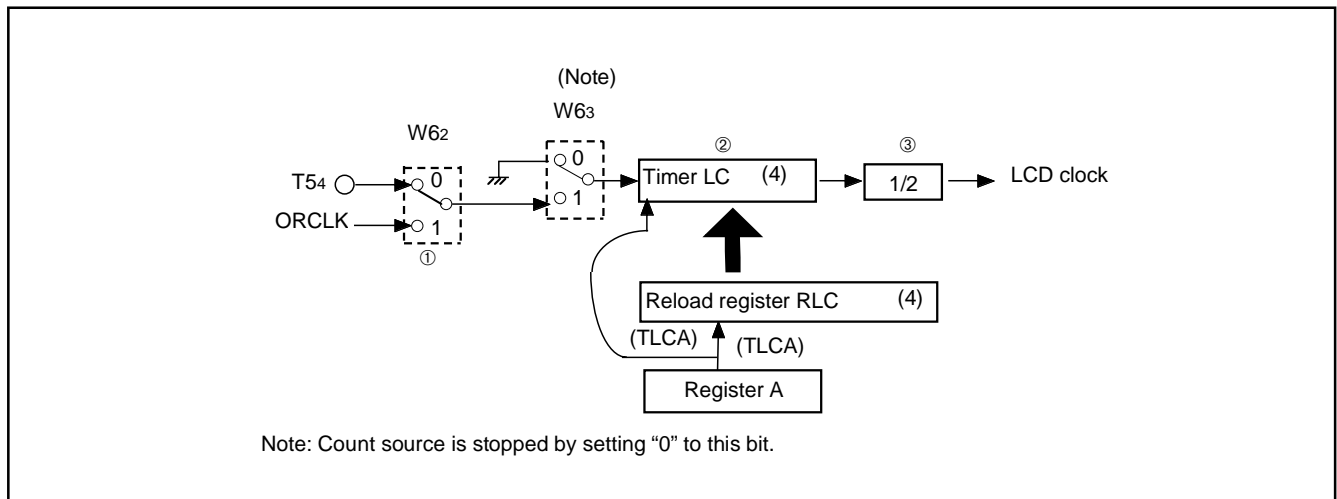 (Note)
W63
W62
②
③
0
0
T54
Timer LC (4)
1/2
LCD clock
1
ORCLK
1
①
Reload register RLC (4)
(TLCA)
(TLCA)
Register A
Note: Count source is stopped by setting “0” to this bit.